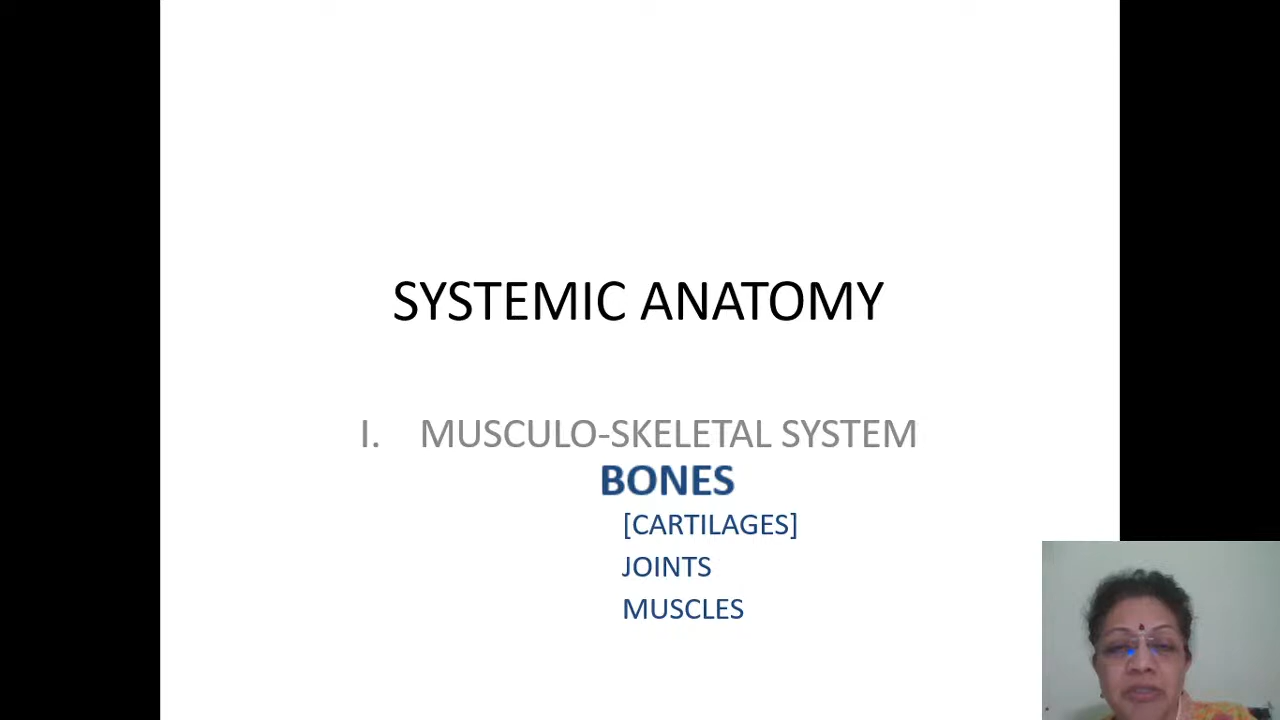 SYSTEMIC ANATOMY
I. MUSCULO-SKELETAL SYSTEM
BONES
[CARTILAGES]
JOINTS
MUSCLES